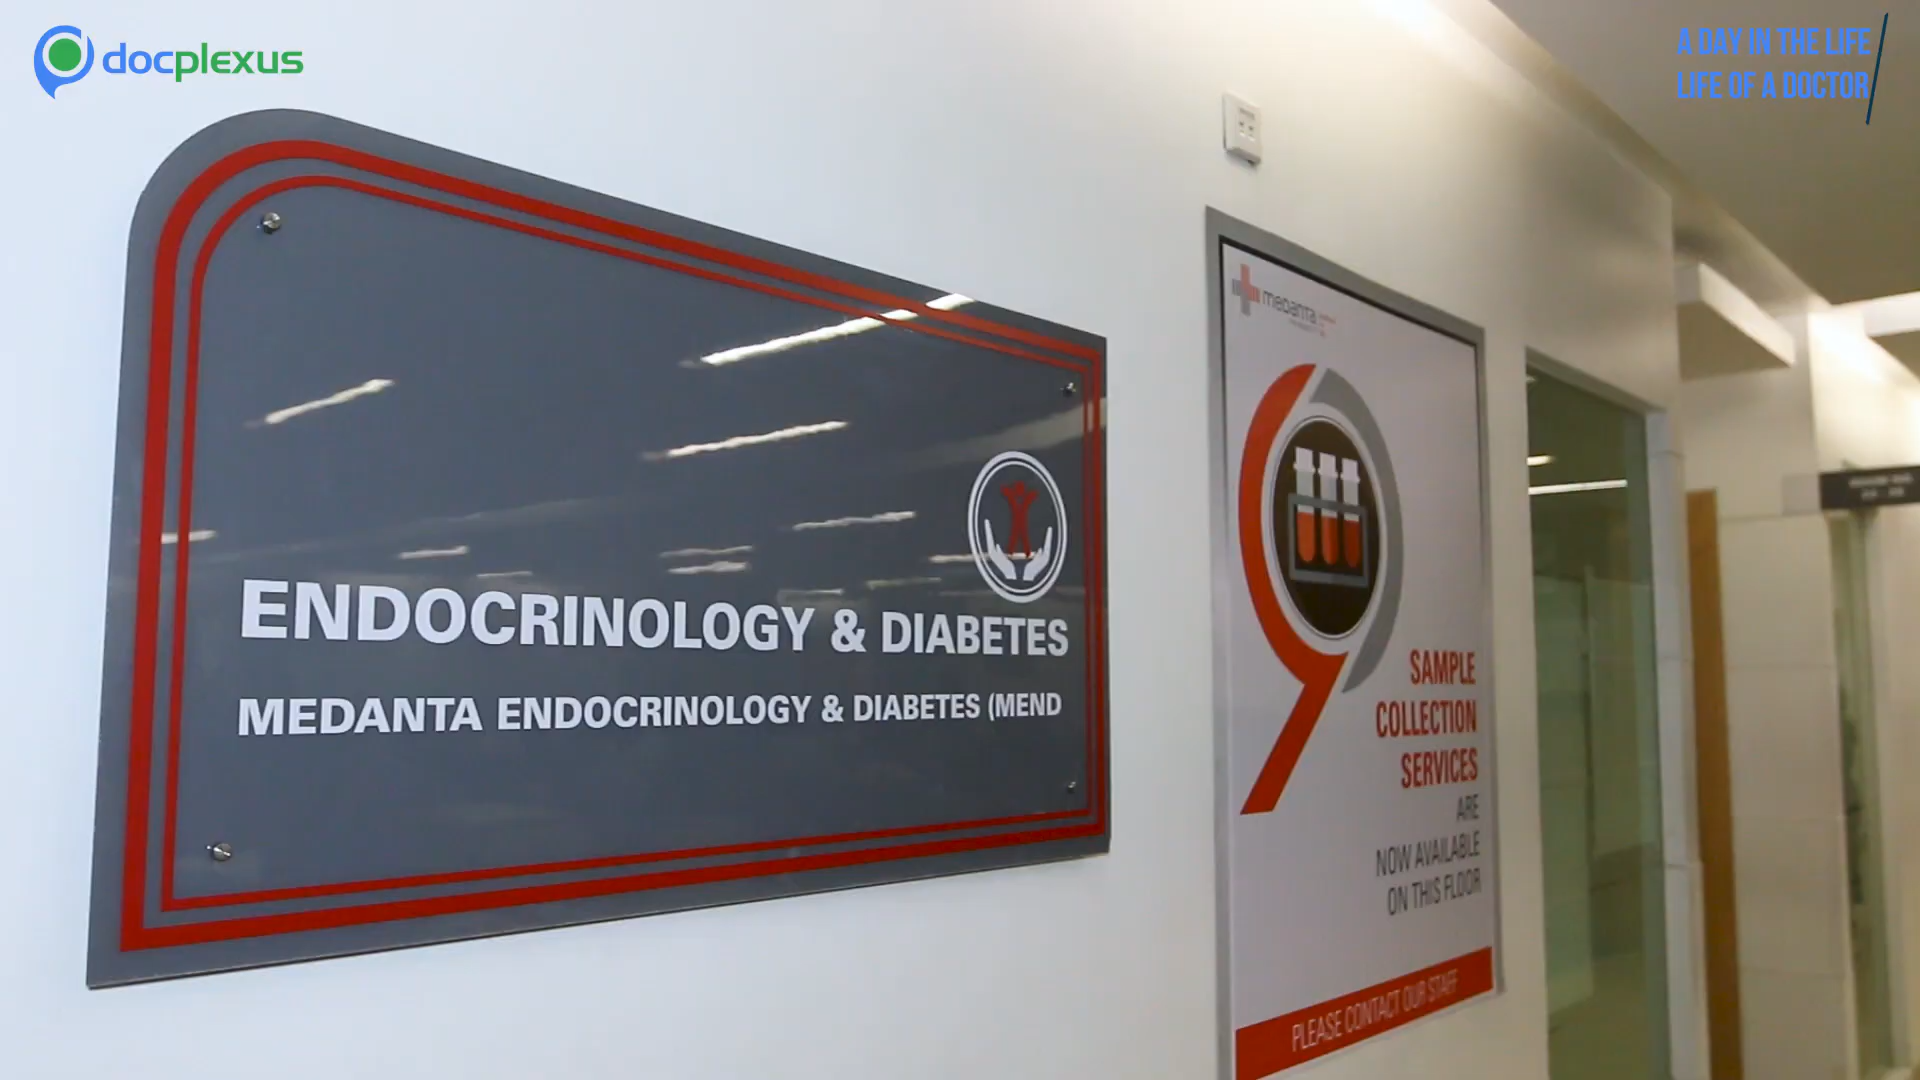 docplexus
A DAY IN THE LIFE
LIFE OF A DOCTOR
ENDOCRINOLOGY & DIABETES
MEDANTA ENDOCRINOLOGY & DIABETES (MEND
medanta
9
SAMPLE
COLLECTION
SERVICES
ARE
NOW AVAILABLE
ON THIS FLOOR
PLEASE CONTACT OUR STAFF